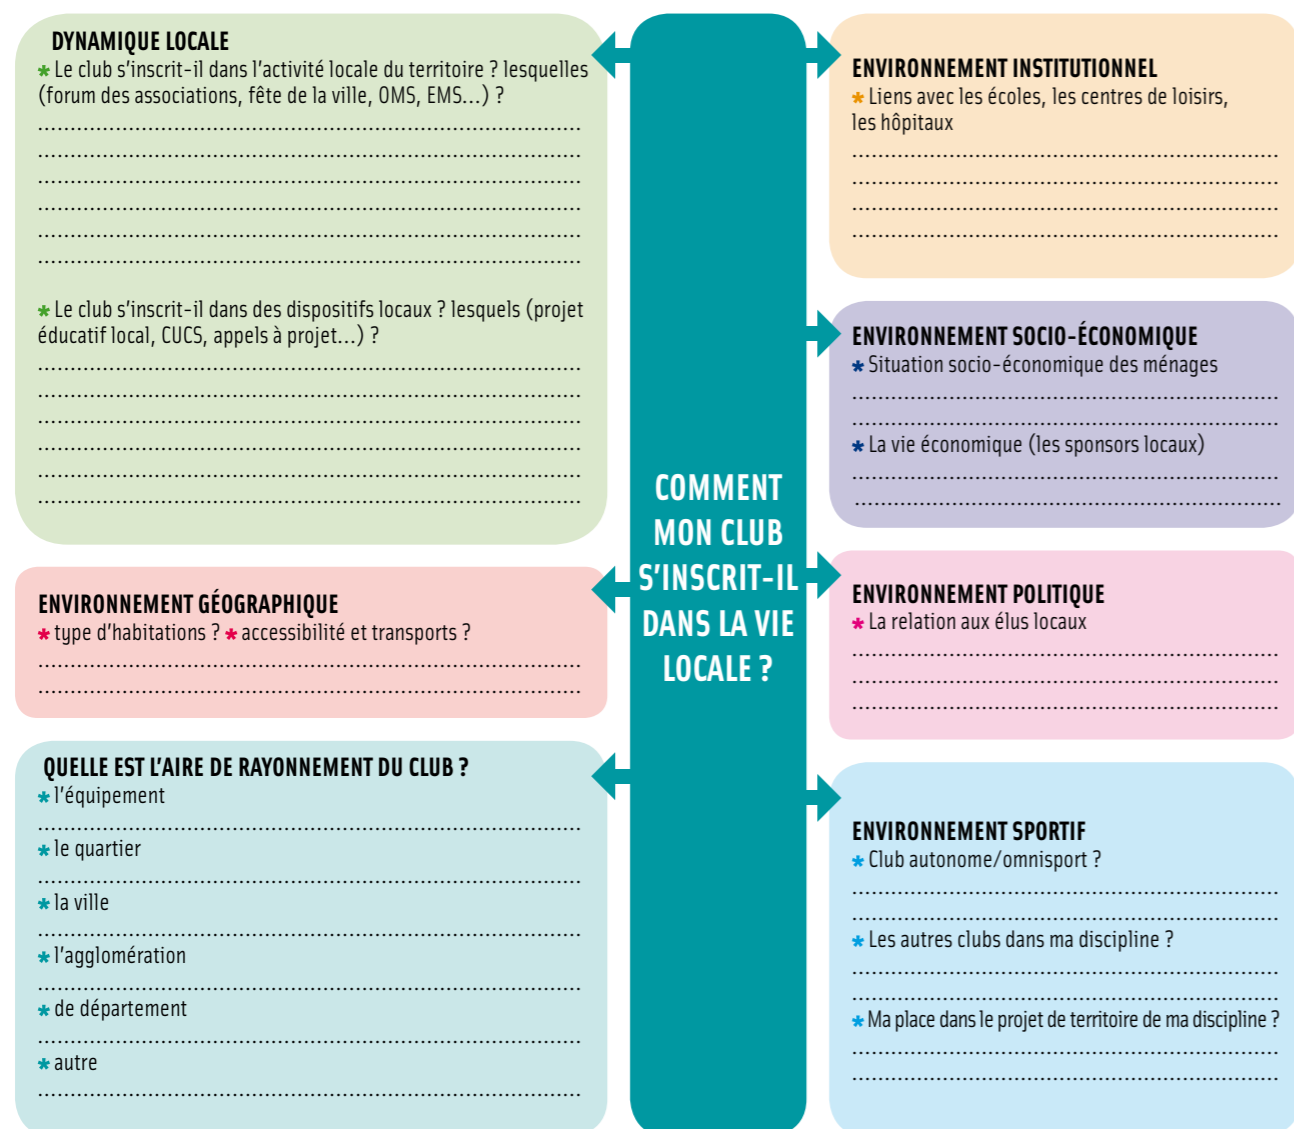 DYNAMIQUE LOCALE
* Le club s'inscrit-il dans l'activité locale du territoire ? lesquelles
(forum des associations, fête de la ville, OMS, EMS...) ?
* Le club s'inscrit-il dans des dispositifs locaux ? lesquels (projet
éducatif local, CUCS, appels à projet...) ?
ENVIRONNEMENT GÉOGRAPHIQUE
* type d'habitations ? * accessibilité et transports ?
QUELLE EST L'AIRE DE RAYONNEMENT DU CLUB ?
* l'équipement
* le quartier
* la ville
* l'agglomération
* de département
* autre
COMMENT
MON CLUB
S'INSCRIT-IL
DANS LA VIE
LOCALE ?
ENVIRONNEMENT INSTITUTIONNEL
* Liens avec les écoles, les centres de loisirs,
les hôpitaux
ENVIRONNEMENT SOCIO-ÉCONOMIQUE
* Situation socio-économique des ménages
* La vie économique (les sponsors locaux)
ENVIRONNEMENT POLITIQUE
* La relation aux élus locaux
ENVIRONNEMENT SPORTIF
* Club autonome/omnisport ?
* Les autres clubs dans ma discipline ?
* Ma place dans le projet de territoire de ma discipline ?